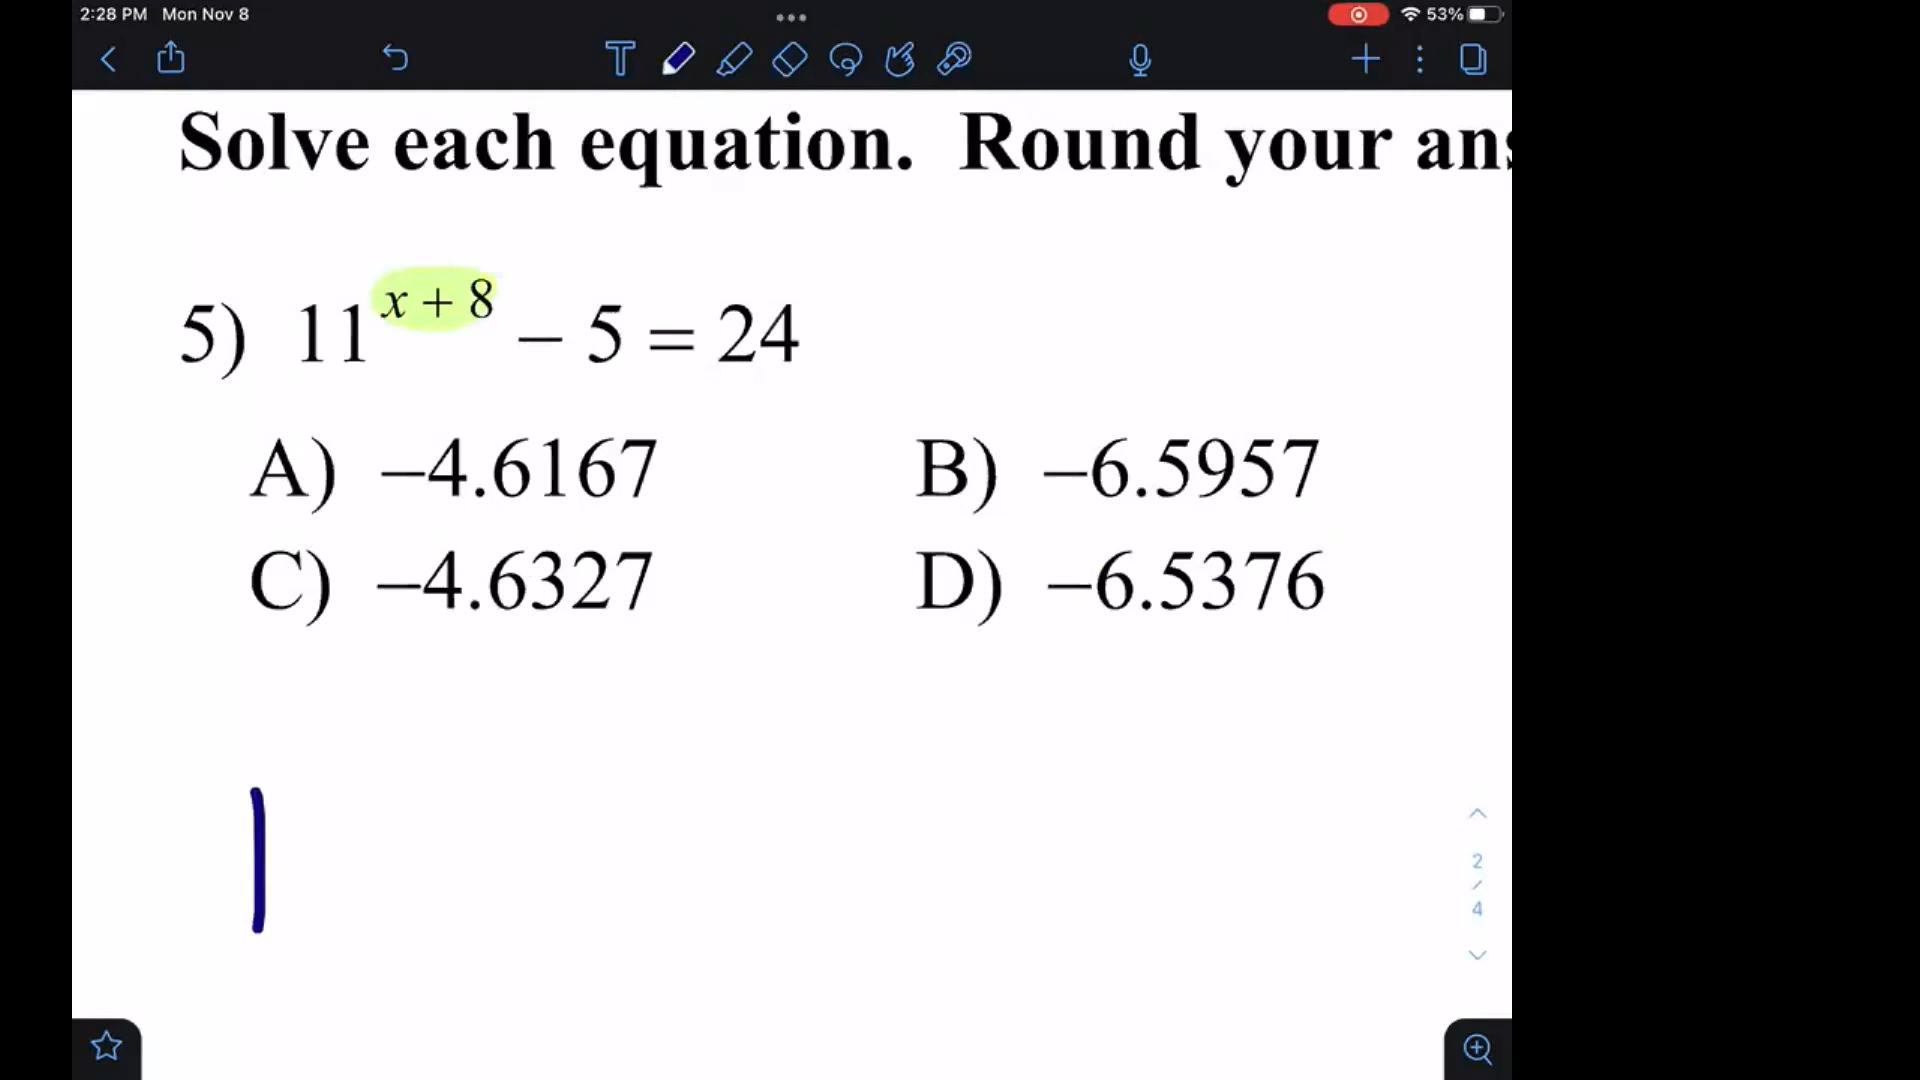 2:28 PM Mon Nov 8
53%
Solve each equation. Round your ans
5) 11^{x + 8} – 5 = 24
A) –4.6167 B) –6.5957
C) –4.6327 D) –6.5376
2
/
4